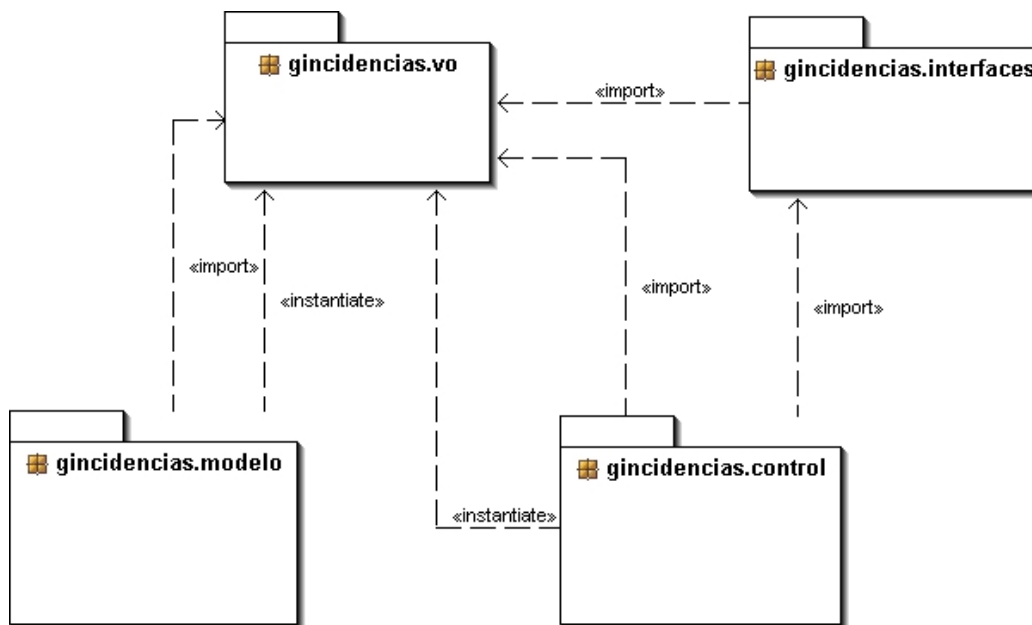 gincidencias.vo
gincidencias.interfaces
«import»
«import»
«instantiate»
«import»
«import»
gincidencias.modelo
gincidencias.control
«instantiate»